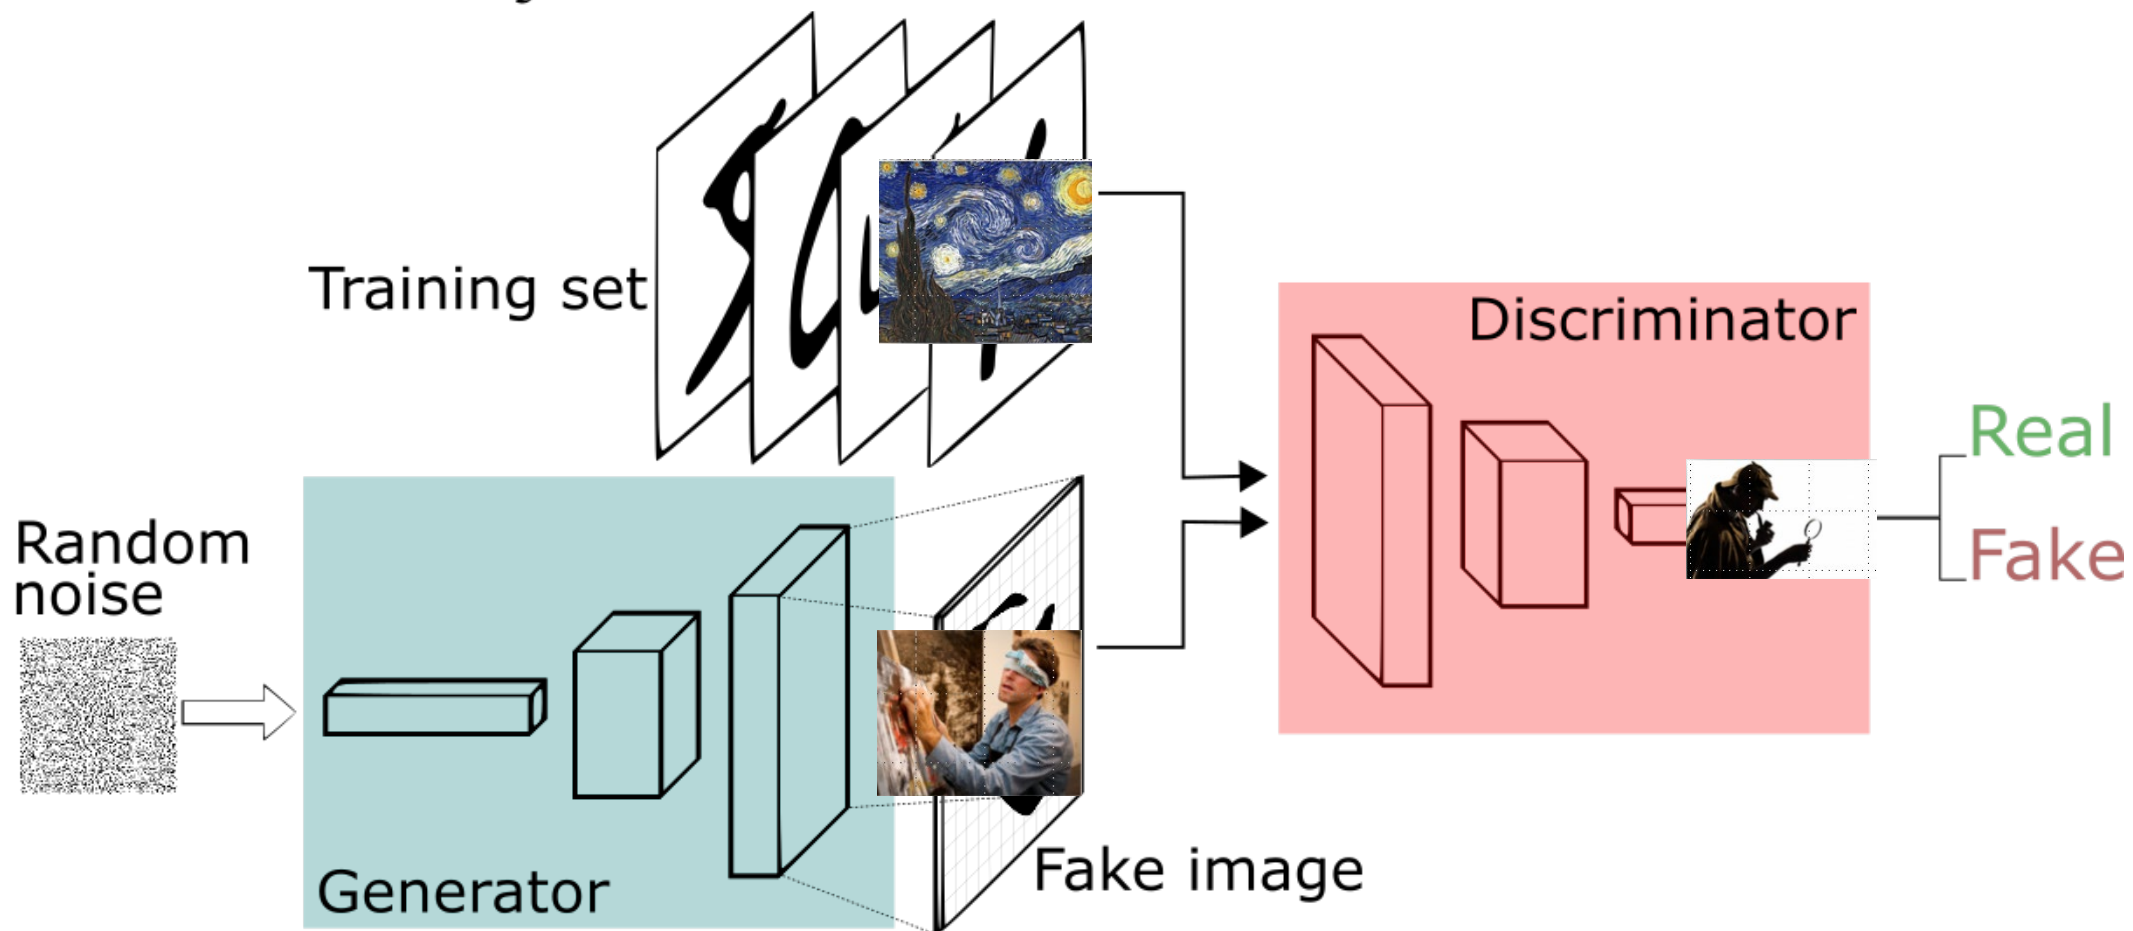 Training set
Discriminator
Real
Fake
Random
noise
Generator
Fake image